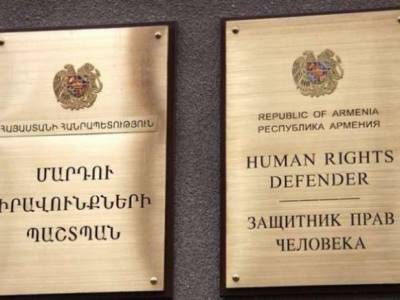 ՀԱՅԱՍՏԱՆԻ ՀԱՆՐԱՊԵՏՈՒԹՅՈՒՆ
ՄԱՐԴՈՒ
ԻՐԱՎՈՒՆՔՆԵՐԻ
ՊԱՇՏՊԱՆ
REPUBLIC OF ARMENIA
РЕСПУБЛИКА АРМЕНИЯ
HUMAN RIGHTS
DEFENDER
ЗАЩИТНИК ПРАВ
ЧЕЛОВЕКА